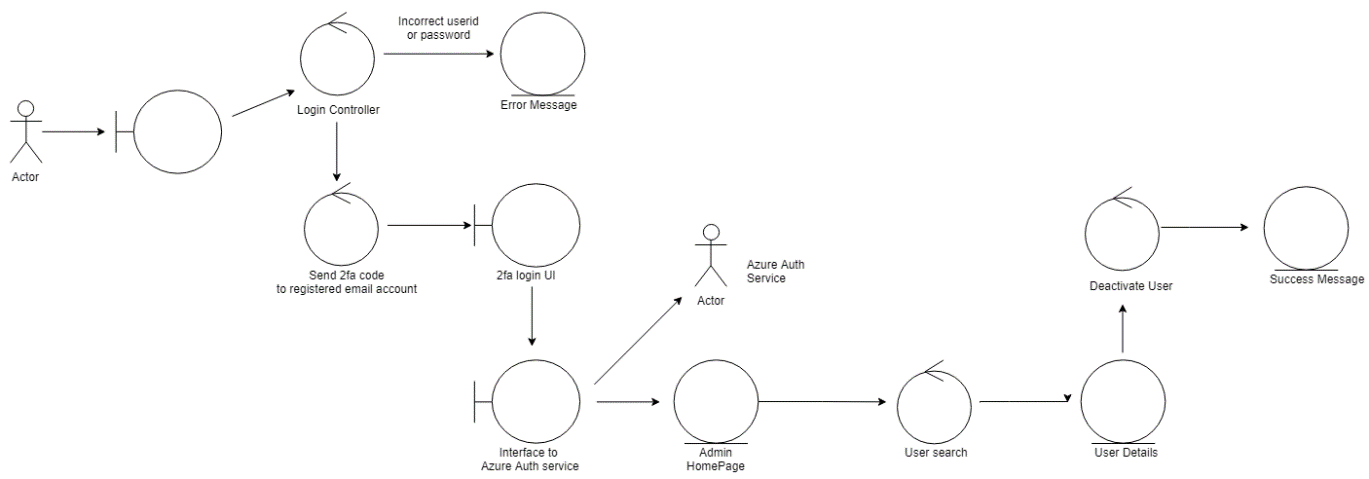 Incorrect userid
or password
Login Controller
Error Message
Actor
Send 2fa code
to registered email account
2fa login UI
Azure Auth
Service
Actor
Deactivate User
Success Message
Interface to
Azure Auth service
Admin
HomePage
User search
User Details